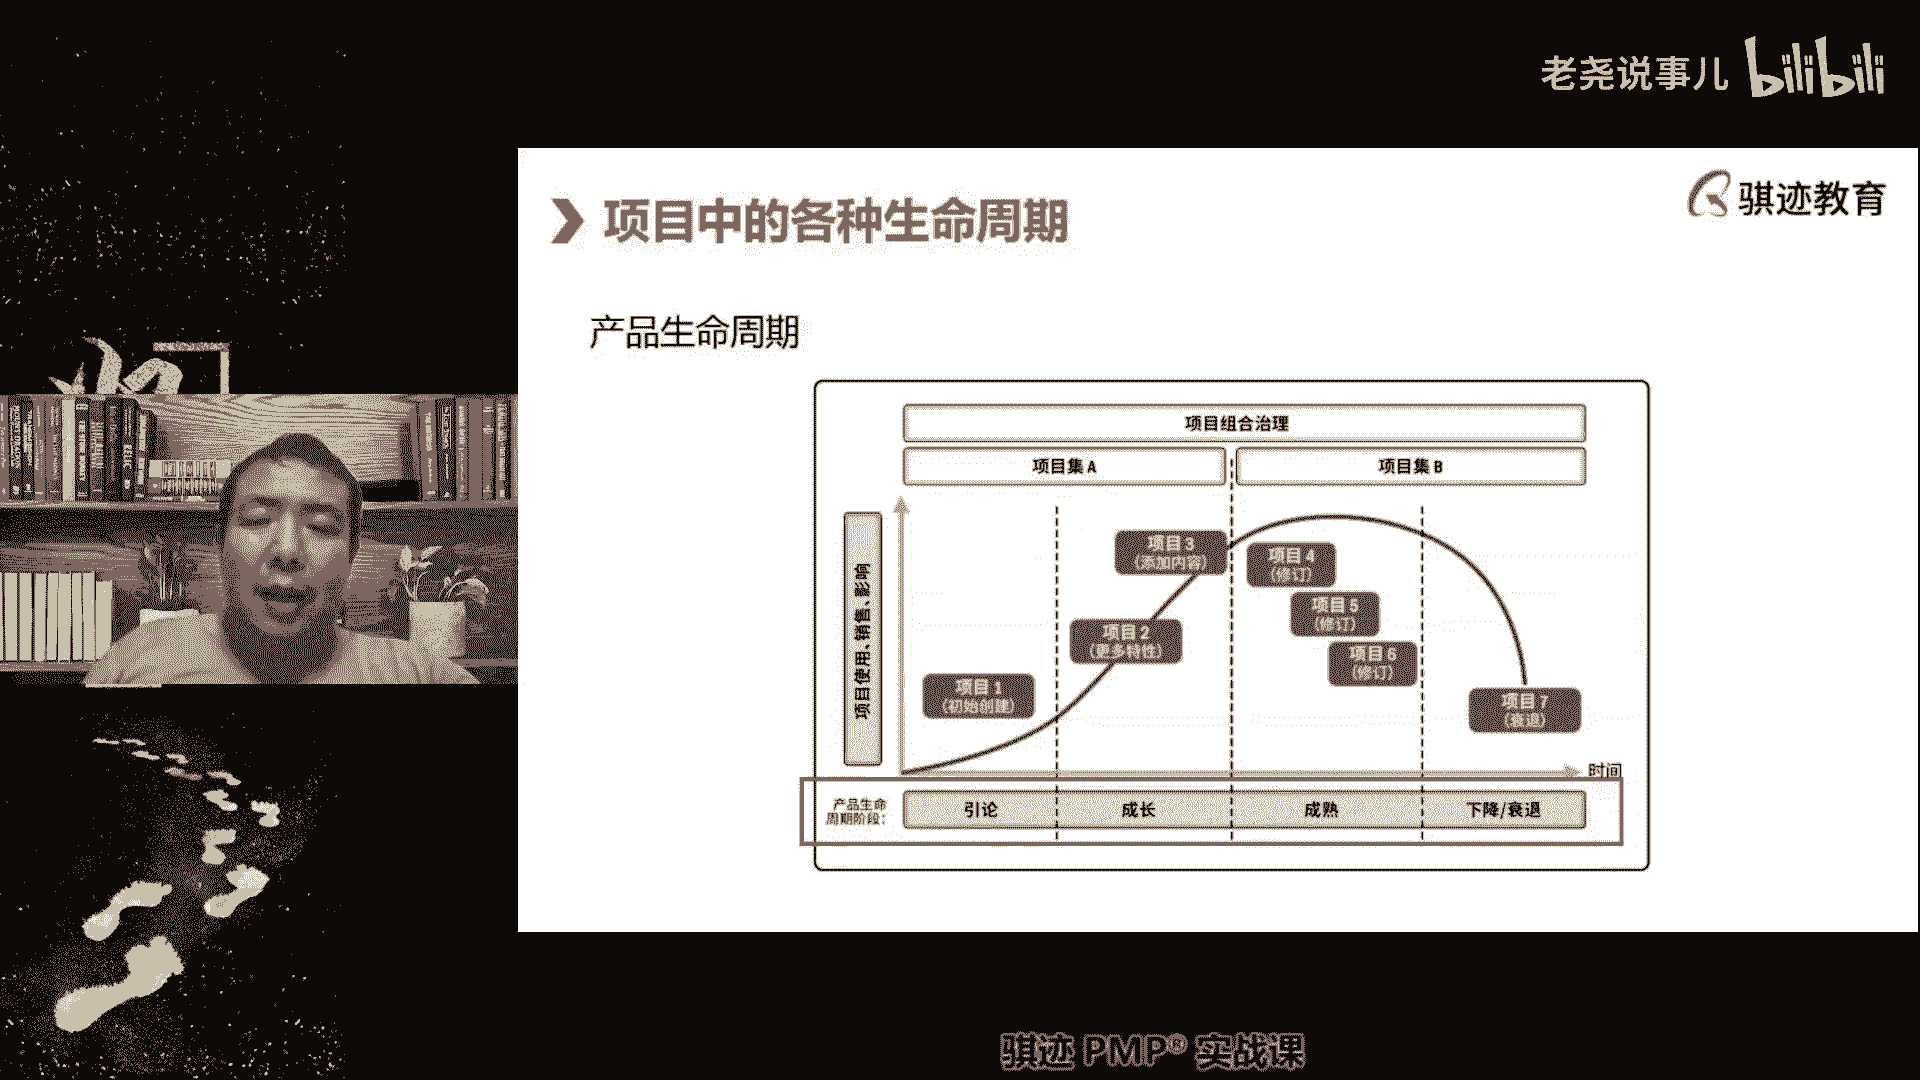 老尧说事儿 bilibili
骐迹教育
项目中的各种生命周期
产品生命周期
项目组合治理
项目集 A
项目集 B
项目使用、销售、影响
项目 3
(添加内容)
项目 4
(修订)
项目 5
(修订)
项目 2
(更多特性)
项目 6
(修订)
项目 1
(初始创建)
项目 7
(衰退)
时间
产品生命
周期阶段:
引论
成长
成熟
下降/衰退
骐迹 PMP® 实战课